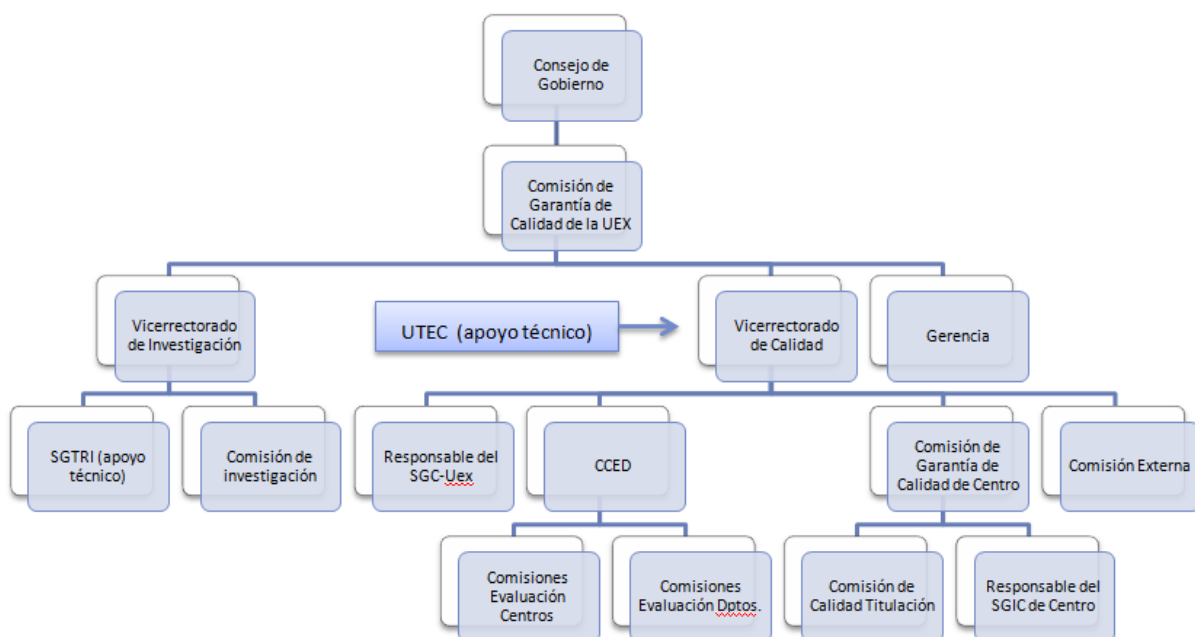 Consejo de
Gobierno
Comisión de
Garantía de
Calidad de la UEX
Vicerrectorado
de Investigación
UTEC (apoyo técnico)
Vicerrectorado
de Calidad
Gerencia
SGTRI (apoyo
técnico)
Comisión de
investigación
Responsable del
SGC-Uex
CCED
Comisión de
Garantía de
Calidad de Centro
Comisión Externa
Comisiones
Evaluación
Centros
Comisiones
Evaluación Dptos.
Comisión de
Calidad Titulación
Responsable del
SGIC de Centro